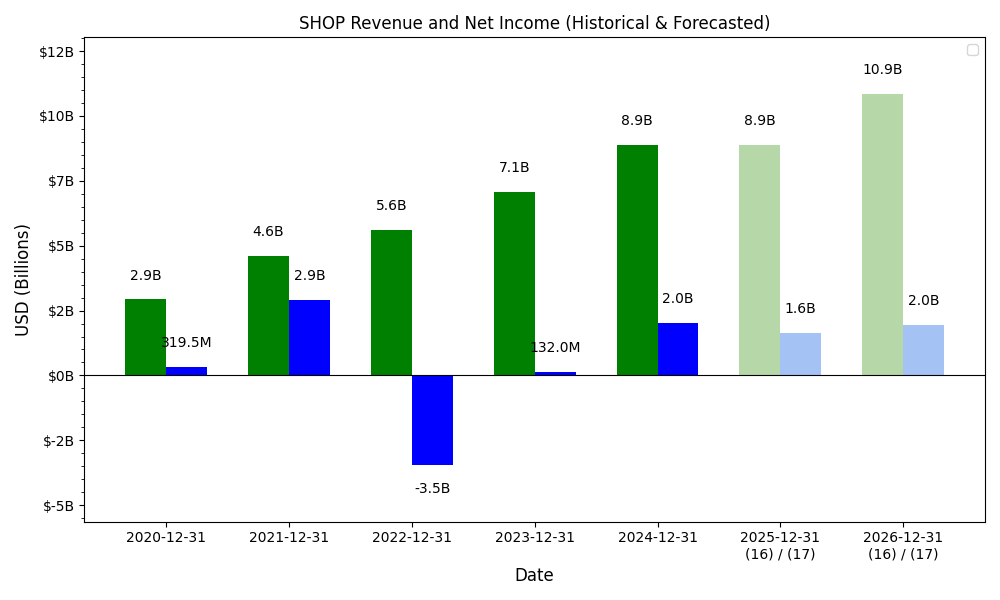 SHOP Revenue and Net Income (Historical & Forecasted)
USD (Billions)
$12B
$10B
$7B
$5B
$2B
$0B
$-2B
$-5B
2.9B
319.5M
4.6B
2.9B
5.6B
-3.5B
7.1B
132.0M
8.9B
2.0B
8.9B
1.6B
10.9B
2.0B
2020-12-31
2021-12-31
2022-12-31
2023-12-31
2024-12-31
2025-12-31
(16) / (17)
2026-12-31
(16) / (17)
Date